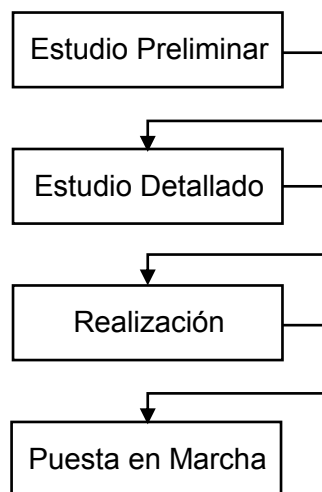 Estudio Preliminar
Estudio Detallado
Realización
Puesta en Marcha